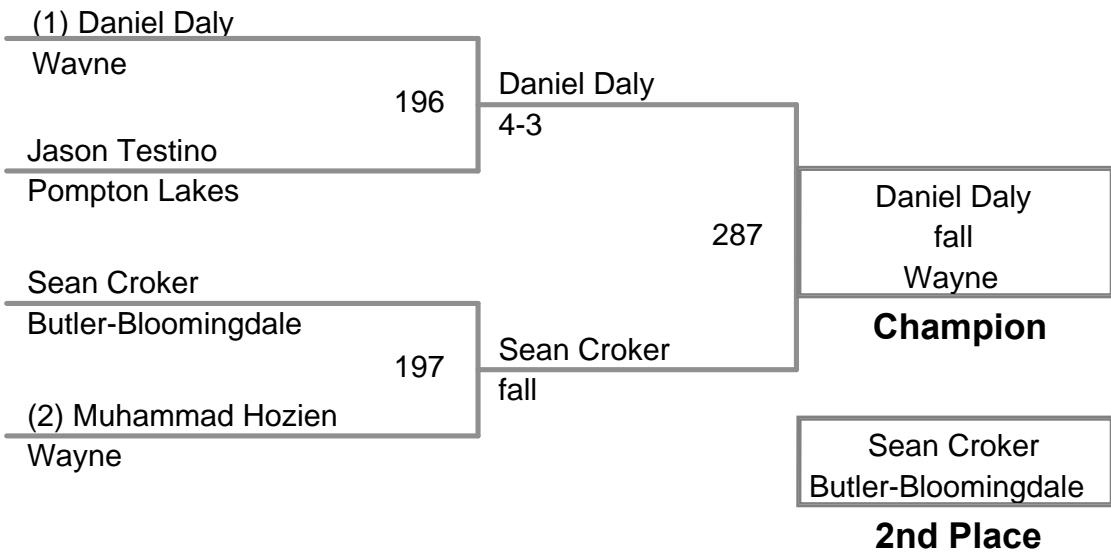 (1) Daniel Daly
Wayne
196
Jason Testino
Pompton Lakes
Daniel Daly
4-3
Sean Croker
Butler-Bloomingdale
197
(2) Muhammad Hozien
Wayne
Sean Croker
fall
287
Daniel Daly
fall
Wayne
Champion
Sean Croker
Butler-Bloomingdale
2nd Place